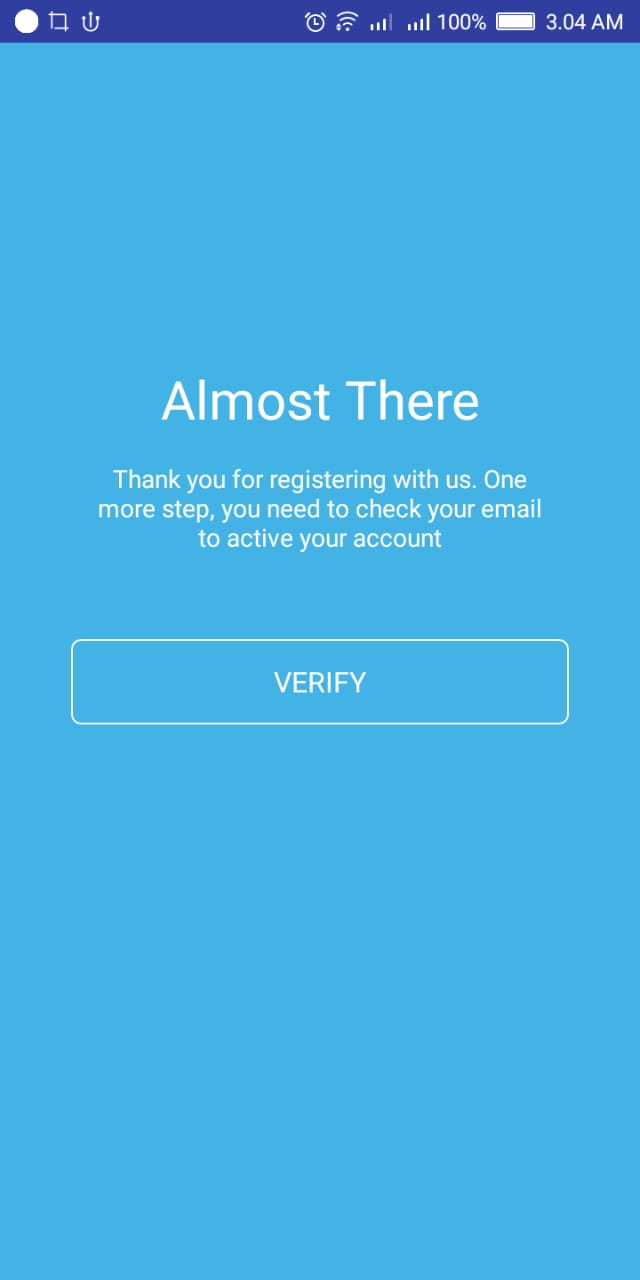 100% 3.04 AM
Almost There
Thank you for registering with us. One
more step, you need to check your email
to active your account
VERIFY